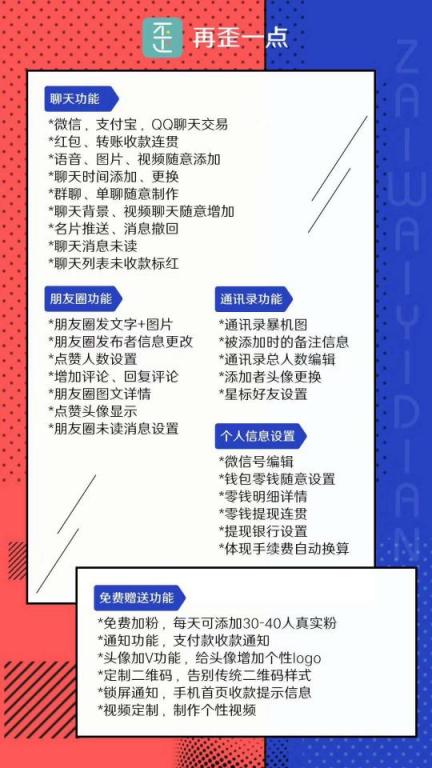 歪 再歪一点
ZAIWAIYIDIAN
聊天功能
*微信，支付宝，QQ聊天交易
*红包、转账收款连贯
*语音、图片、视频随意添加
*聊天时间添加、更换
*群聊、单聊随意制作
*聊天背景、视频聊天随意增加
*名片推送、消息撤回
*聊天消息未读
*聊天列表未收款标红
朋友圈功能
*朋友圈发文字+图片
*朋友圈发布者信息更改
*点赞人数设置
*增加评论、回复评论
*朋友圈图文详情
*点赞头像显示
*朋友圈未读消息设置
通讯录功能
*通讯录暴机图
*被添加时的备注信息
*通讯录总人数编辑
*添加者头像更换
*星标好友设置
个人信息设置
*微信号编辑
*钱包零钱随意设置
*零钱明细详情
*零钱提现连贯
*提现银行设置
*体现手续费自动换算
免费赠送功能
*免费加粉，每天可添加30-40人真实粉
*通知功能，支付款收款通知
*头像加V功能，给头像增加个性logo
*定制二维码，告别传统二维码样式
*锁屏通知，手机首页收款提示信息
*视频定制，制作个性视频